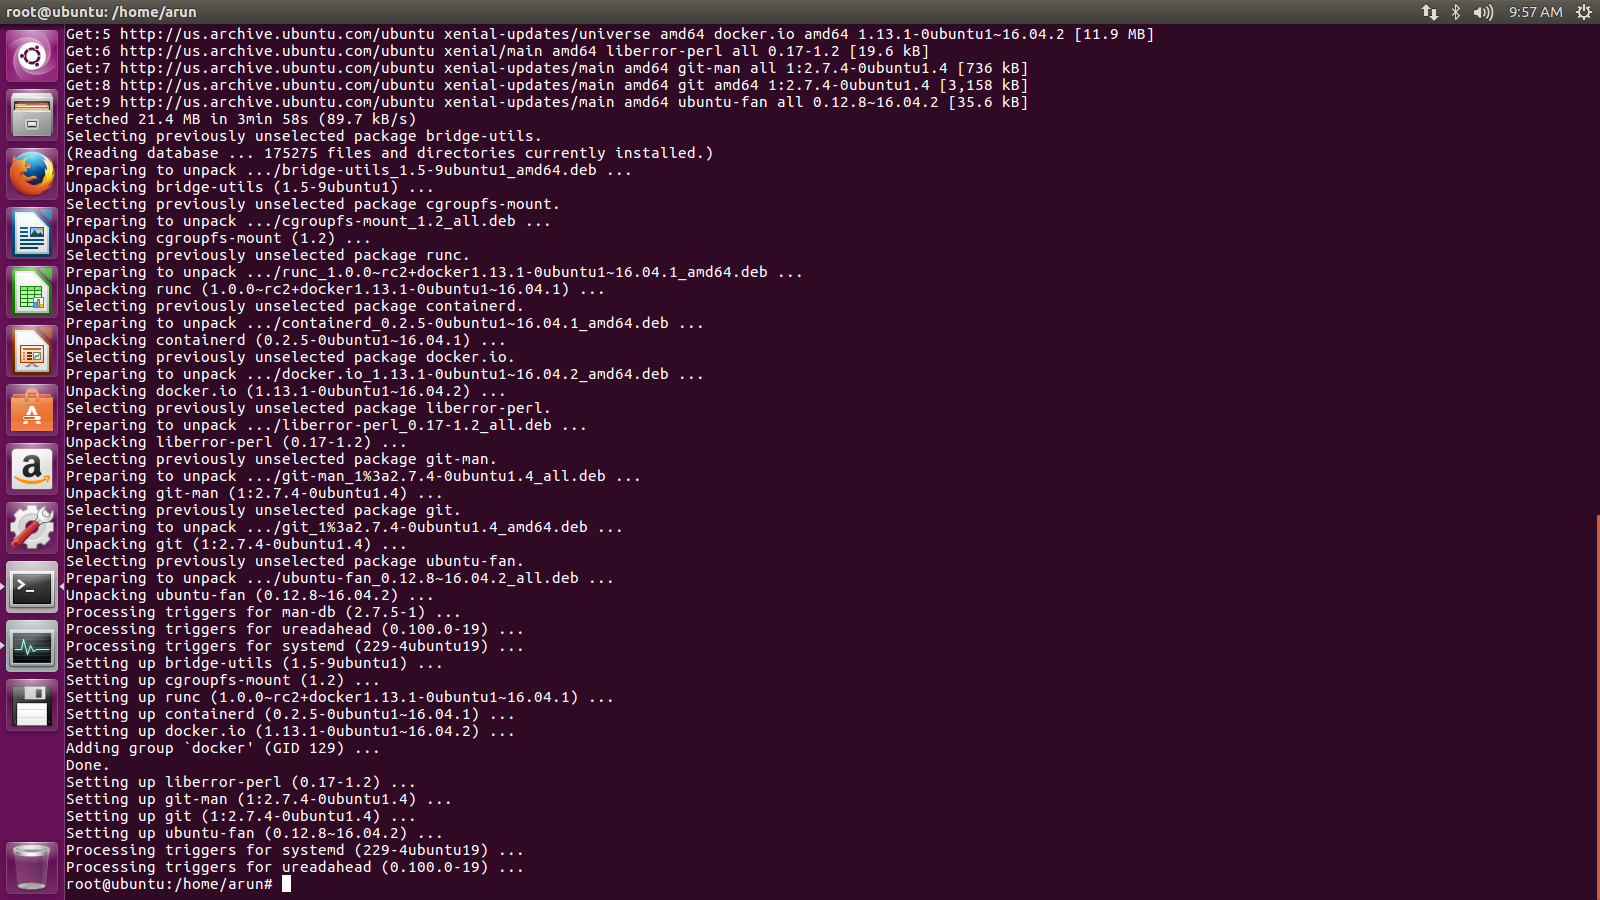 root@ubuntu: /home/arun
9:57 AM
Get:5 http://us.archive.ubuntu.com/ubuntu xenial-updates/universe amd64 docker.io amd64 1.13.1-0ubuntu1~16.04.2 [11.9 MB]
Get:6 http://us.archive.ubuntu.com/ubuntu xenial/main amd64 liberror-perl all 0.17-1.2 [19.6 kB]
Get:7 http://us.archive.ubuntu.com/ubuntu xenial-updates/main amd64 git-man all 1:2.7.4-0ubuntu1.4 [736 kB]
Get:8 http://us.archive.ubuntu.com/ubuntu xenial-updates/main amd64 git amd64 1:2.7.4-0ubuntu1.4 [3,158 kB]
Get:9 http://us.archive.ubuntu.com/ubuntu xenial-updates/main amd64 ubuntu-fan all 0.12.8~16.04.2 [35.6 kB]
Fetched 21.4 MB in 3min 58s (89.7 kB/s)
Selecting previously unselected package bridge-utils.
(Reading database ... 175275 files and directories currently installed.)
Preparing to unpack .../bridge-utils_1.5-9ubuntu1_amd64.deb ...
Unpacking bridge-utils (1.5-9ubuntu1) ...
Selecting previously unselected package cgroupfs-mount.
Preparing to unpack .../cgroupfs-mount_1.2_all.deb ...
Unpacking cgroupfs-mount (1.2) ...
Selecting previously unselected package runc.
Preparing to unpack .../runc_1.0.0~rc2+docker1.13.1-0ubuntu1~16.04.1_amd64.deb ...
Unpacking runc (1.0.0~rc2+docker1.13.1-0ubuntu1~16.04.1) ...
Selecting previously unselected package containerd.
Preparing to unpack .../containerd_0.2.5-0ubuntu1~16.04.1_amd64.deb ...
Unpacking containerd (0.2.5-0ubuntu1~16.04.1) ...
Selecting previously unselected package docker.io.
Preparing to unpack .../docker.io_1.13.1-0ubuntu1~16.04.2_amd64.deb ...
Unpacking docker.io (1.13.1-0ubuntu1~16.04.2) ...
Selecting previously unselected package liberror-perl.
Preparing to unpack .../liberror-perl_0.17-1.2_all.deb ...
Unpacking liberror-perl (0.17-1.2) ...
Selecting previously unselected package git-man.
Preparing to unpack .../git-man_1%3a2.7.4-0ubuntu1.4_all.deb ...
Unpacking git-man (1:2.7.4-0ubuntu1.4) ...
Selecting previously unselected package git.
Preparing to unpack .../git_1%3a2.7.4-0ubuntu1.4_amd64.deb ...
Unpacking git (1:2.7.4-0ubuntu1.4) ...
Selecting previously unselected package ubuntu-fan.
Preparing to unpack .../ubuntu-fan_0.12.8~16.04.2_all.deb ...
Unpacking ubuntu-fan (0.12.8~16.04.2) ...
Processing triggers for man-db (2.7.5-1) ...
Processing triggers for ureadahead (0.100.0-19) ...
Processing triggers for systemd (229-4ubuntu19) ...
Setting up bridge-utils (1.5-9ubuntu1) ...
Setting up cgroupfs-mount (1.2) ...
Setting up runc (1.0.0~rc2+docker1.13.1-0ubuntu1~16.04.1) ...
Setting up containerd (0.2.5-0ubuntu1~16.04.1) ...
Setting up docker.io (1.13.1-0ubuntu1~16.04.2) ...
Adding group `docker' (GID 129) ...
Done.
Setting up liberror-perl (0.17-1.2) ...
Setting up git-man (1:2.7.4-0ubuntu1.4) ...
Setting up git (1:2.7.4-0ubuntu1.4) ...
Setting up ubuntu-fan (0.12.8~16.04.2) ...
Processing triggers for systemd (229-4ubuntu19) ...
Processing triggers for ureadahead (0.100.0-19) ...
root@ubuntu:/home/arun#